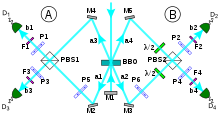 A
B
M4
M5
D₁
b1
P1
F1
PBS1
a3
a4
λ/2
P2
b2
F2
D₂
BBO
PBS2
λ/2
F3
P3
b3
D₃
P5
a1
a2
M1
M2
M3
P6
P4
F4
b4
D₄